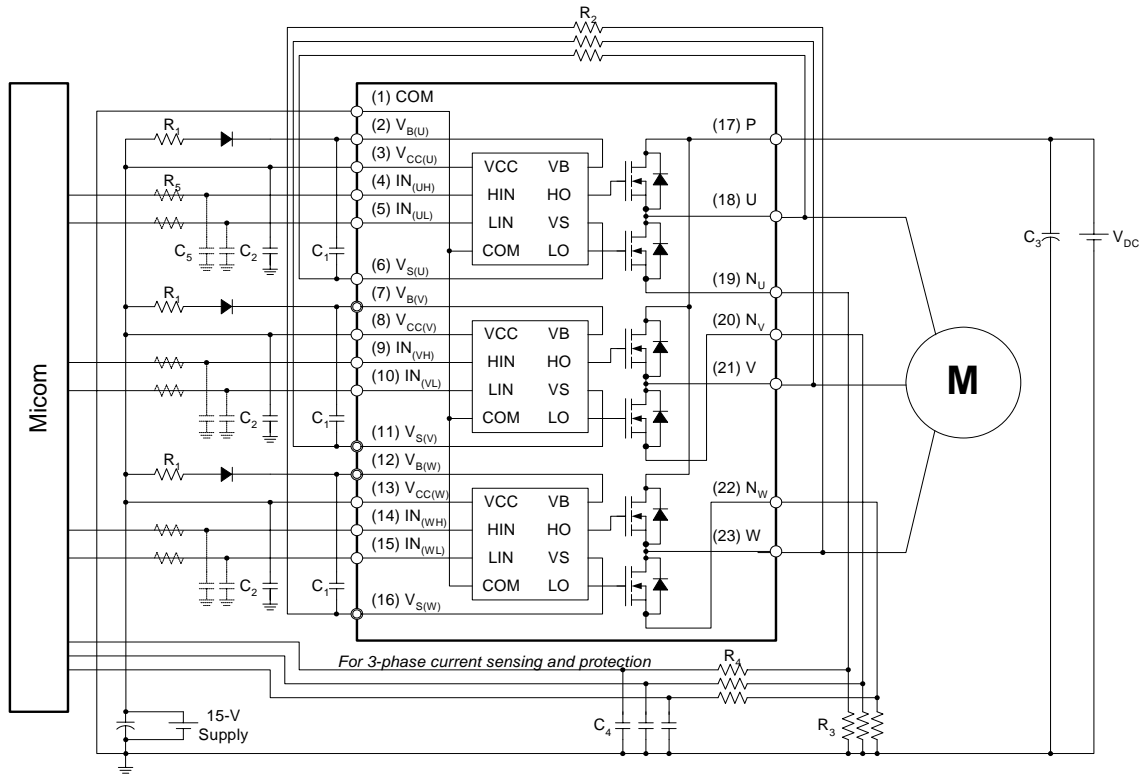 R2
Micom
(1) COM
R1
(2) VB(U)
(3) VCC(U)
R5
(4) IN(UH)
(5) IN(UL)
C5
C2
C1
(6) VS(U)
VCC
VB
HIN
HO
LIN
VS
COM
LO
(17) P
(18) U
(19) NU
R1
(7) VB(V)
(8) VCC(V)
(9) IN(VH)
(10) IN(VL)
C2
C1
(11) VS(V)
VCC
VB
HIN
HO
LIN
VS
COM
LO
(20) NV
(21) V
R1
(12) VB(W)
(13) VCC(W)
(14) IN(WH)
(15) IN(WL)
C2
C1
(16) VS(W)
VCC
VB
HIN
HO
LIN
VS
COM
LO
(22) NW
(23) W
M
C3
VDC
For 3-phase current sensing and protection
R4
15-V
Supply
C4
R3